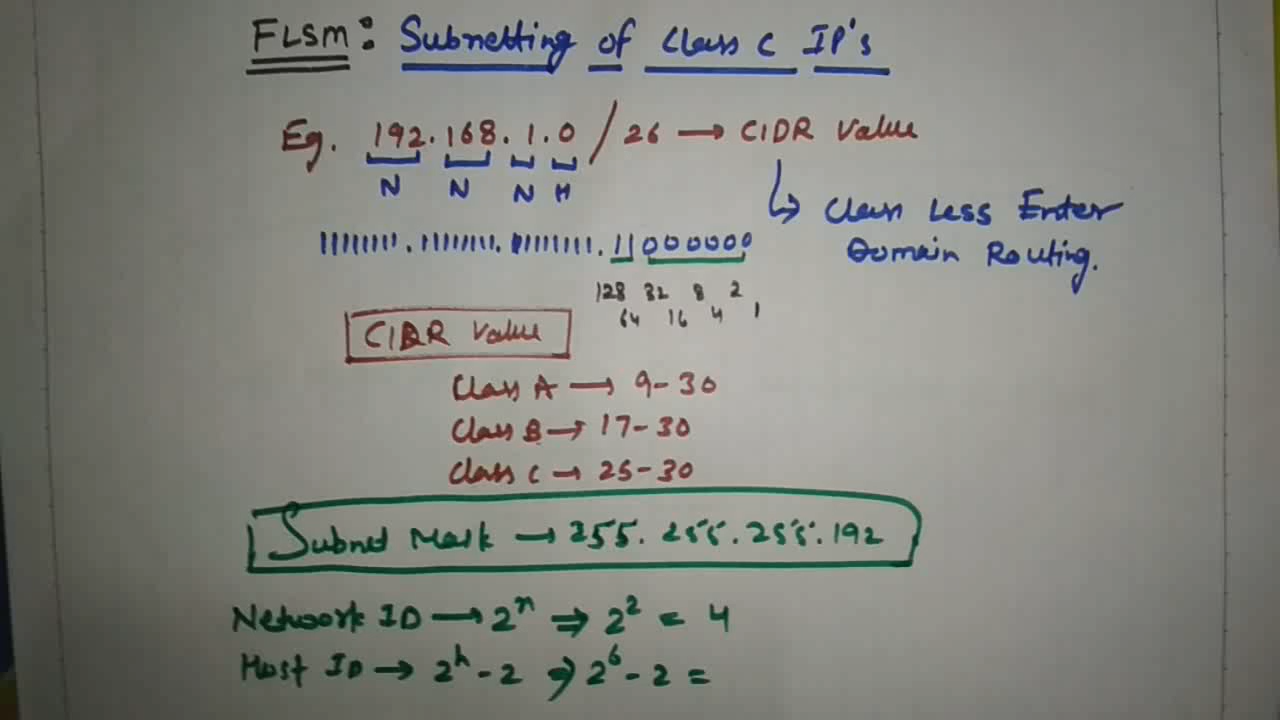 FLSM: Subnetting of Class C IP's
Eg. 192.168.1.0/26 → CIDR Value
N N N H
↳ Class Less Enter
Domain Routing.
11111111.11111111.11111111.11000000
128 64 32 16 8 4 2 1
CIDR Value
Class A → 9-30
Class B → 17-30
Class C → 25-30
Subnet Mask → 255.255.255.192
Network ID → 2ⁿ ⇒ 2² = 4
Host ID → 2ʰ-2 ⇒ 2⁶-2 =